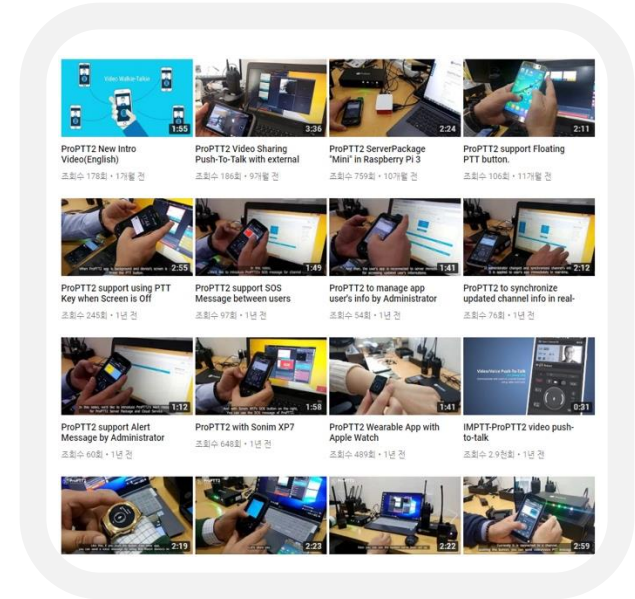 Video Walkie-Talkie
1:55
3:36
2:24
2:11
ProPTT2 New Intro
Video(English)
조회수 178회 • 1개월 전
ProPTT2 Video Sharing
Push-To-Talk with external
조회수 186회 • 9개월 전
ProPTT2 ServerPackage
"Mini" in Raspberry Pi 3
조회수 759회 • 10개월 전
ProPTT2 support Floating
PTT button.
조회수 106회 • 11개월 전
2:55
1:49
1:41
2:12
ProPTT2 support using PTT
Key when Screen is Off
조회수 245회 • 1년 전
ProPTT2 support SOS
Message between users
조회수 97회 • 1년 전
ProPTT2 to manage app
user's info by Administrator
조회수 54회 • 1년 전
ProPTT2 to synchronize
updated channel info in real-
조회수 76회 • 1년 전
1:12
1:58
1:41
0:31
ProPTT2 support Alert
Message by Administrator
조회수 60회 • 1년 전
ProPTT2 with Sonim XP7
조회수 648회 • 1년 전
ProPTT2 Wearable App with
Apple Watch
조회수 489회 • 1년 전
IMPTT-ProPTT2 video push-
to-talk
조회수 2.9천회 • 1년 전
2:19
2:23
2:22
2:59